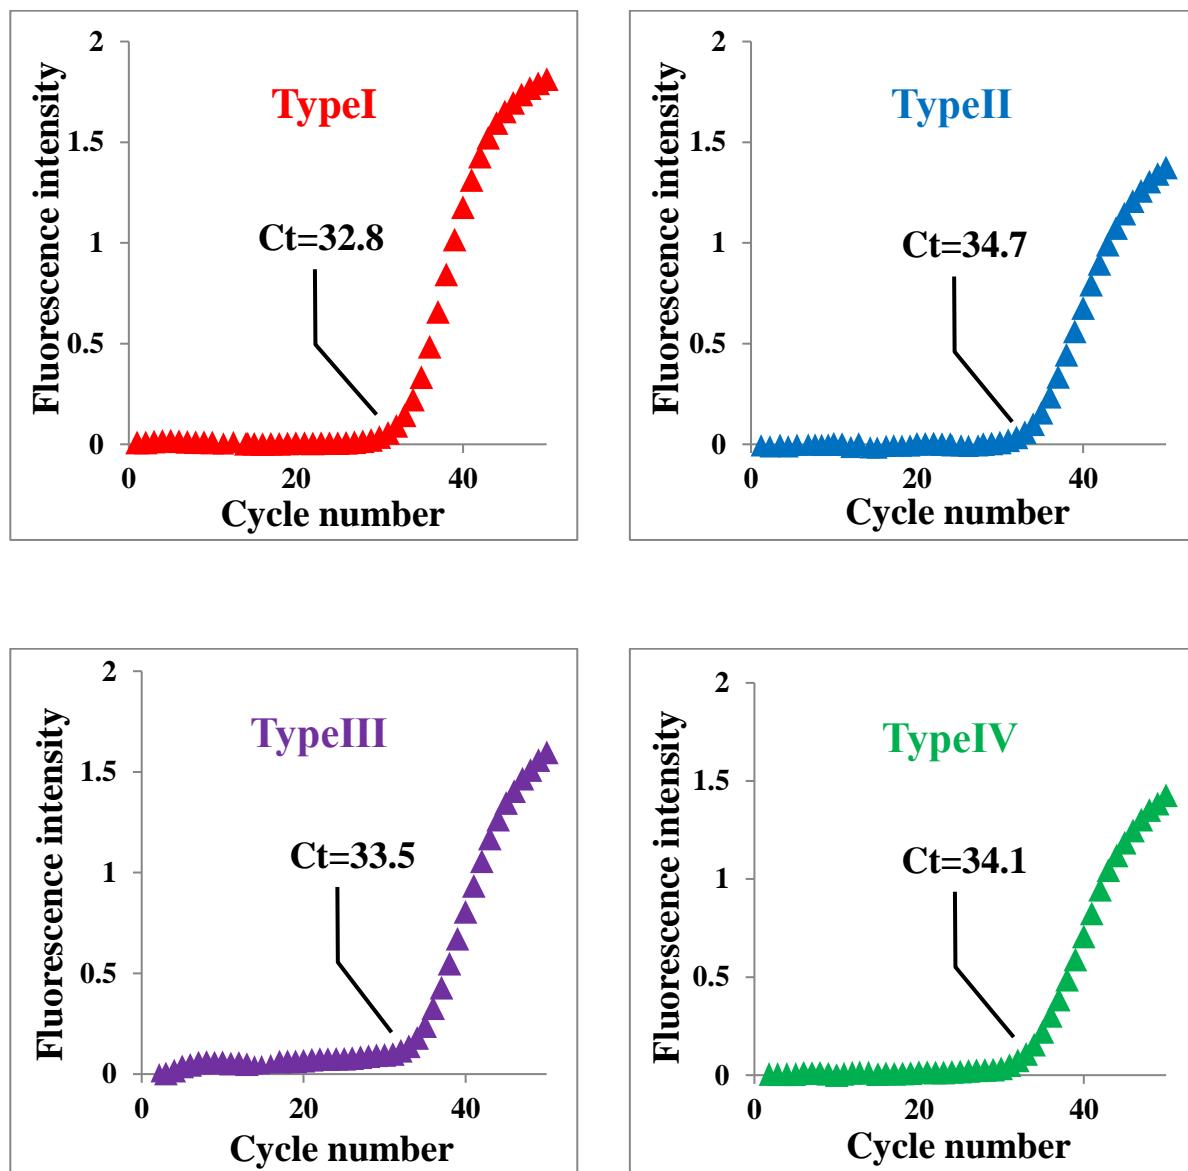 TypeI
Ct=32.8
Fluorescence intensity
2
1.5
1
0.5
0
0 20 40
Cycle number
TypeII
Ct=34.7
Fluorescence intensity
2
1.5
1
0.5
0
0 20 40
Cycle number
TypeIII
Ct=33.5
Fluorescence intensity
2
1.5
1
0.5
0
0 20 40
Cycle number
TypeIV
Ct=34.1
Fluorescence intensity
2
1.5
1
0.5
0
0 20 40
Cycle number